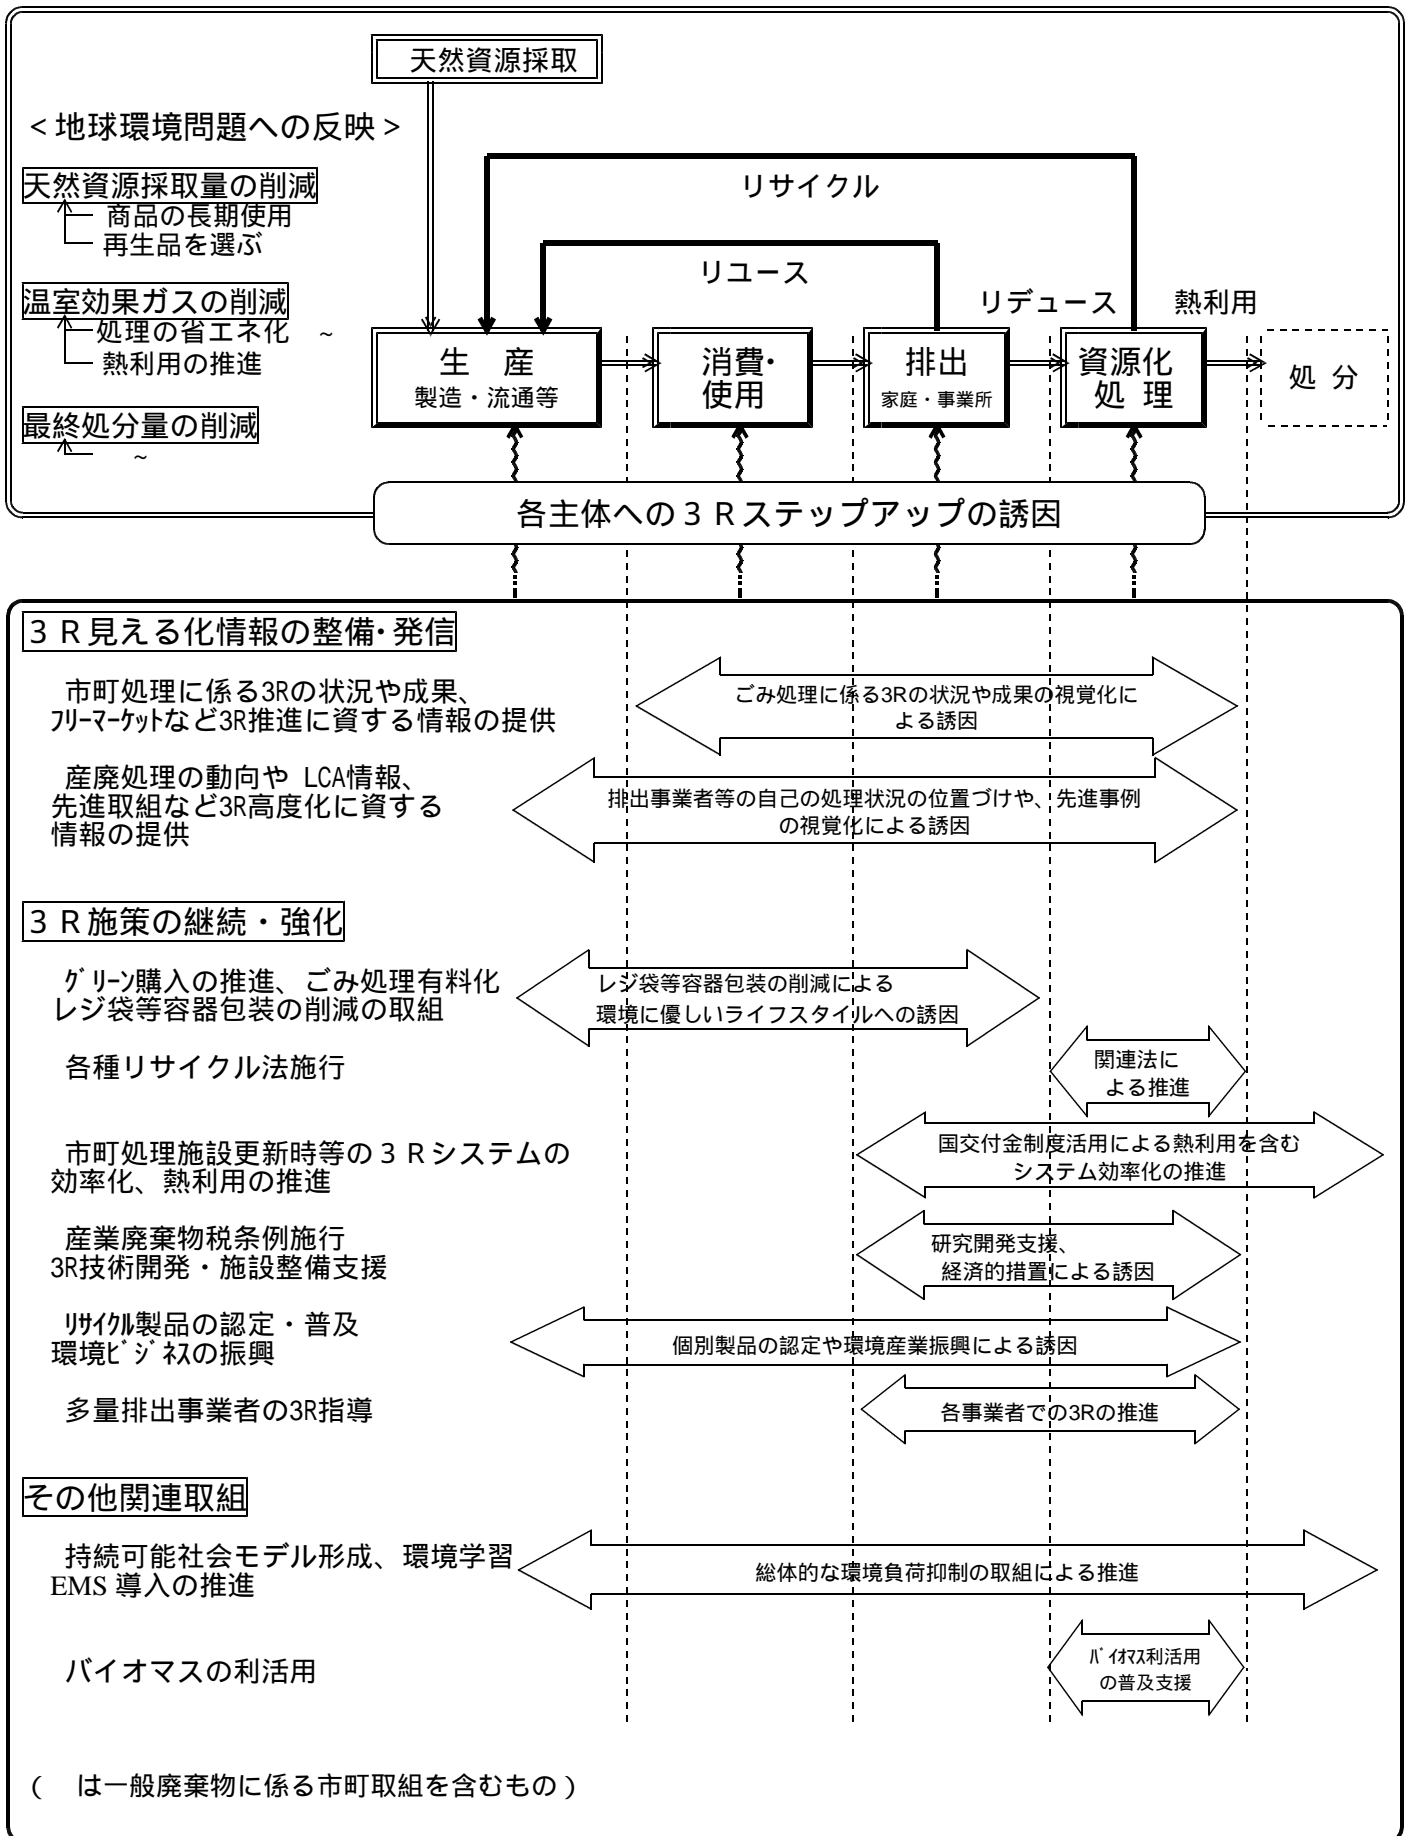 天然資源採取
＜地球環境問題への反映＞
天然資源採取量の削減
商品の長期使用
再生品を選ぶ
温室効果ガスの削減
処理の省エネ化　～
熱利用の推進
最終処分量の削減
～
リサイクル
リユース
リデュース
熱利用
生　産
製造・流通等
消費・
使用
排出
家庭・事業所
資源化
処 理
処 分
各主体への３Ｒステップアップの誘因
３Ｒ見える化情報の整備・発信
市町処理に係る3Rの状況や成果、
ﾌﾘｰﾏｰｹｯﾄなど3R推進に資する情報の提供
ごみ処理に係る3Rの状況や成果の視覚化に
よる誘因
産廃処理の動向や LCA情報、
先進取組など3R高度化に資する
情報の提供
排出事業者等の自己の処理状況の位置づけや、先進事例
の視覚化による誘因
３Ｒ施策の継続・強化
ｸﾞﾘｰﾝ購入の推進、ごみ処理有料化
レジ袋等容器包装の削減の取組
レジ袋等容器包装の削減による
環境に優しいライフスタイルへの誘因
各種リサイクル法施行
関連法に
よる推進
市町処理施設更新時等の３Ｒシステムの
効率化、熱利用の推進
国交付金制度活用による熱利用を含む
システム効率化の推進
産業廃棄物税条例施行
3R技術開発・施設整備支援
研究開発支援、
経済的措置による誘因
ﾘｻｲｸﾙ製品の認定・普及
環境ﾋﾞｼﾞﾈｽの振興
個別製品の認定や環境産業振興による誘因
多量排出事業者の3R指導
各事業者での3Rの推進
その他関連取組
持続可能社会モデル形成、環境学習
EMS 導入の推進
総体的な環境負荷抑制の取組による推進
バイオマスの利活用
ﾊﾞｲｵﾏｽ利活用
の普及支援
（　は一般廃棄物に係る市町取組を含むもの）